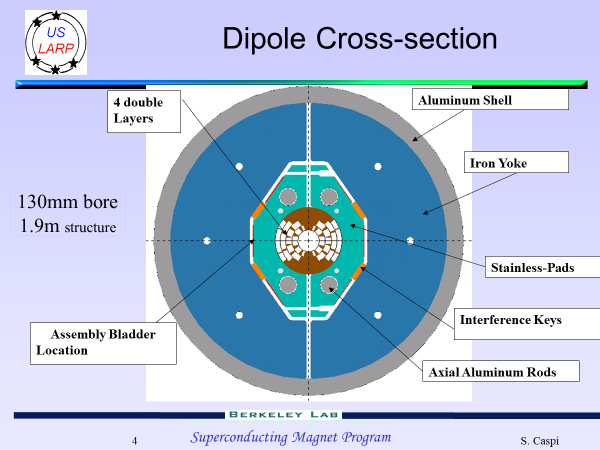 US
LARP
Dipole Cross-section
4 double
Layers
Aluminum Shell
Iron Yoke
130mm bore
1.9m structure
Stainless-Pads
Interference Keys
Assembly Bladder
Location
Axial Aluminum Rods
BERKELEY LAB
4
Superconducting Magnet Program
S. Caspi